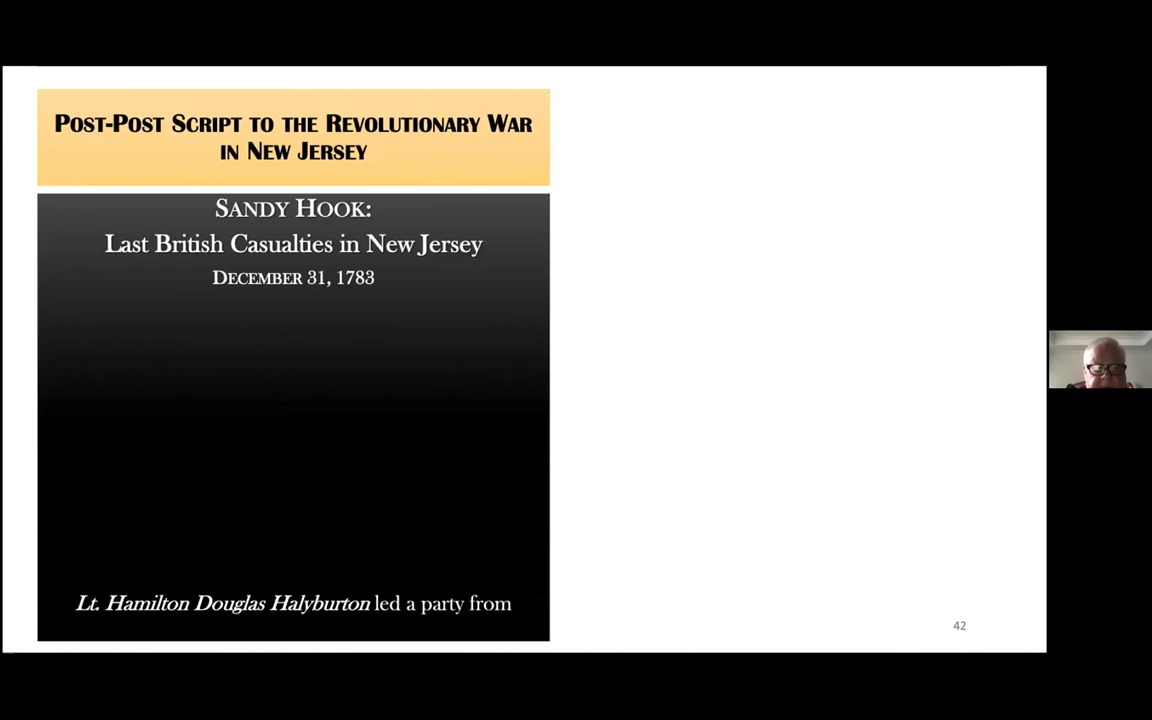 POST-POST SCRIPT TO THE REVOLUTIONARY WAR
IN NEW JERSEY
SANDY HOOK:
Last British Casualties in New Jersey
DECEMBER 31, 1783
Lt. Hamilton Douglas Halyburton led a party from
42